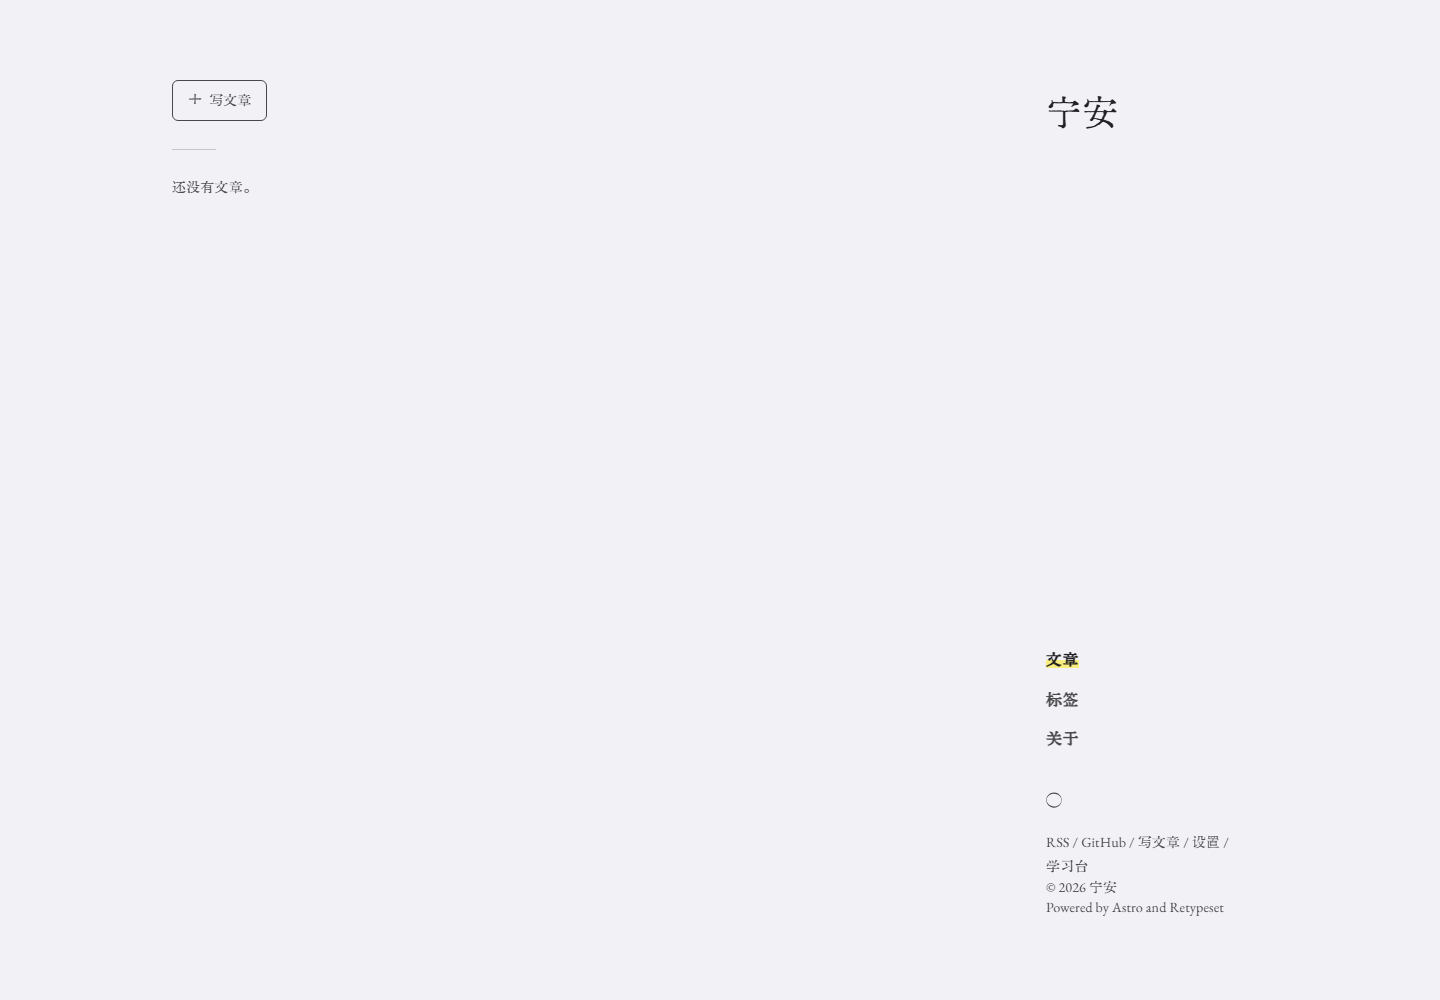 ＋ 写文章
还没有文章。
宁安
文章
标签
关于
RSS / GitHub / 写文章 / 设置 /
学习台
© 2026 宁安
Powered by Astro and Retypeset